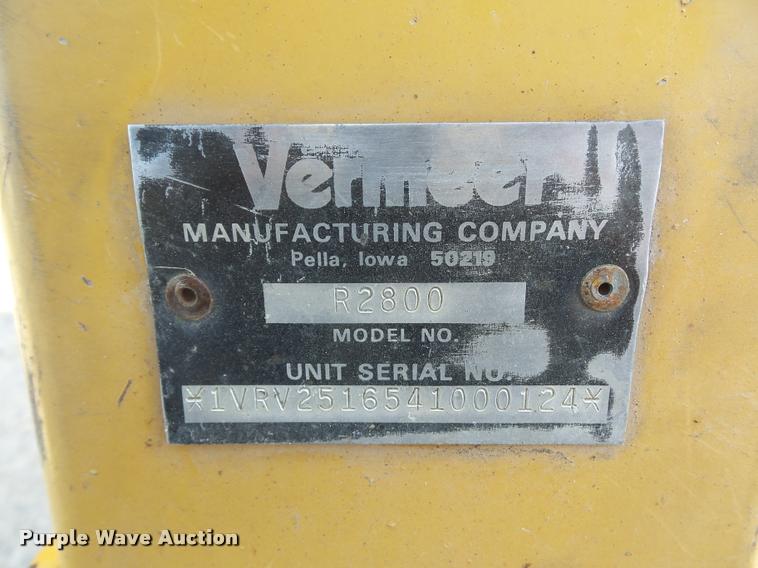 Vermeer
MANUFACTURING COMPANY
Pella, Iowa 50219
R2800
MODEL NO.
UNIT SERIAL NO.
*1VRV2516541000124*
Purple Wave Auction